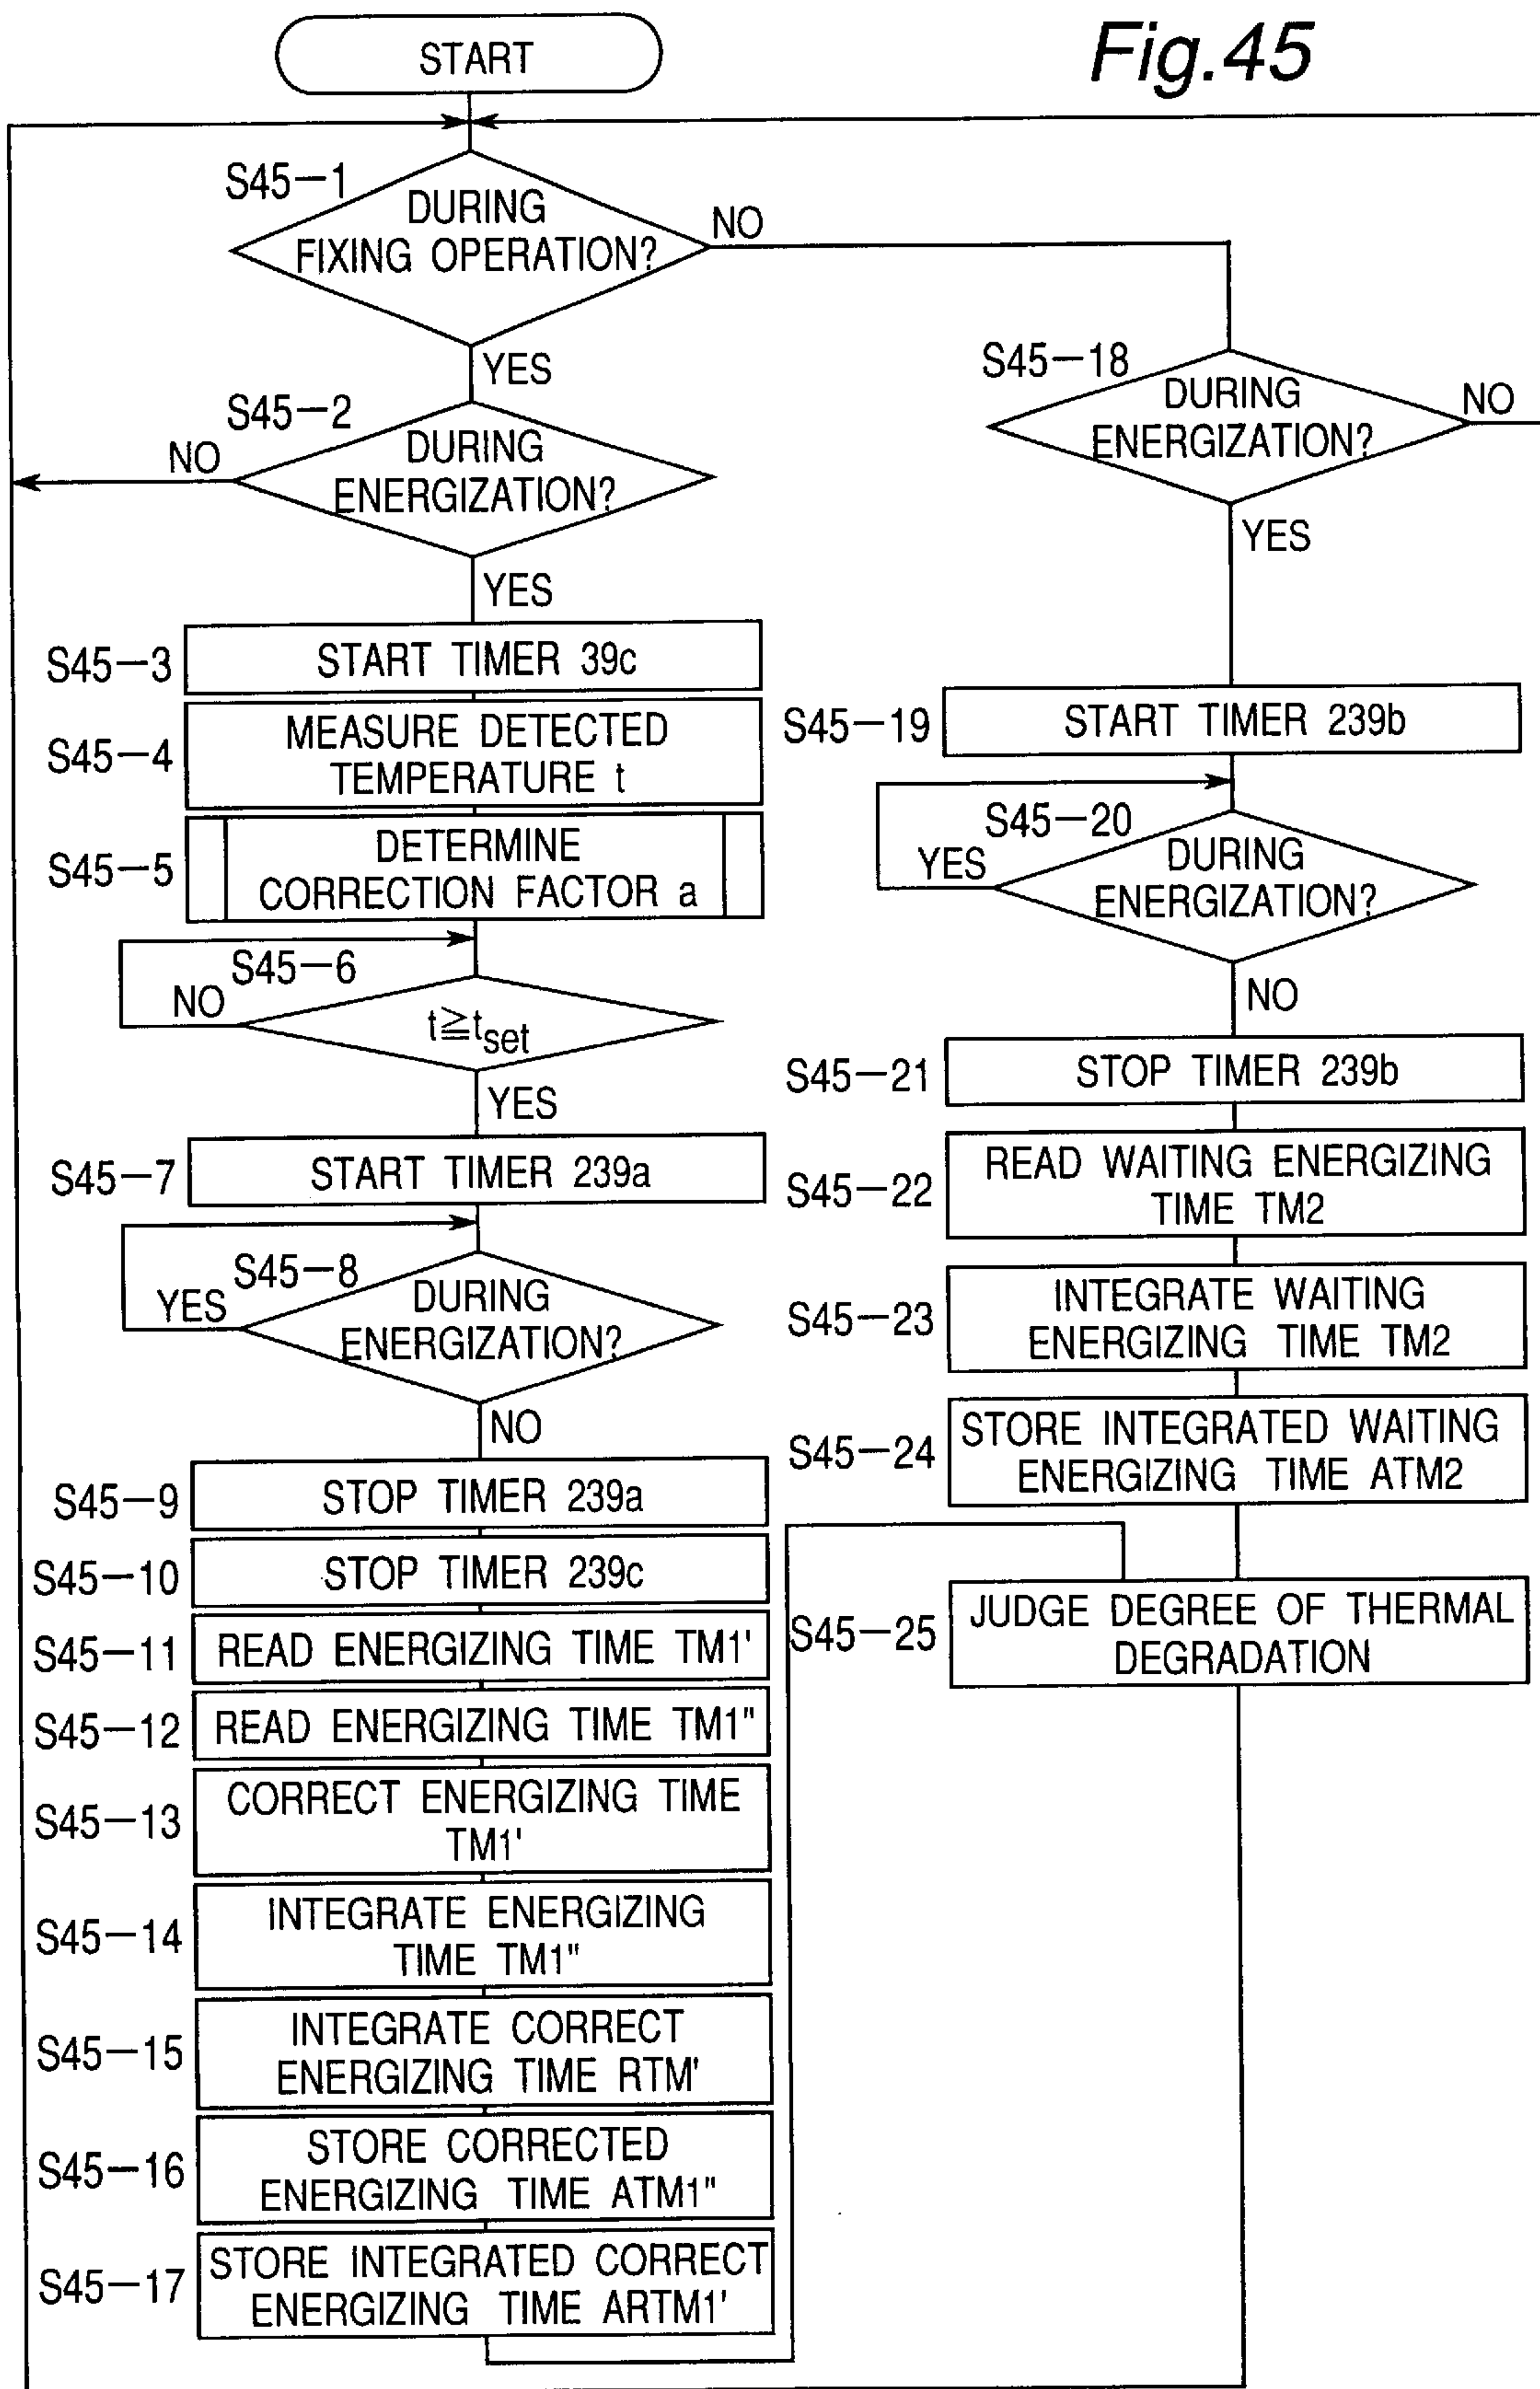 Fig.45
START
S45-1
DURING
FIXING OPERATION?
NO
YES
S45-2
DURING
ENERGIZATION?
NO
YES
S45-3
START TIMER 39c
S45-4
MEASURE DETECTED
TEMPERATURE t
S45-5
DETERMINE
CORRECTION FACTOR a
S45-6
NO
t≧tset
YES
S45-7
START TIMER 239a
S45-8
YES
DURING
ENERGIZATION?
NO
S45-9
STOP TIMER 239a
S45-10
STOP TIMER 239c
S45-11
READ ENERGIZING TIME TM1'
S45-12
READ ENERGIZING TIME TM1"
S45-13
CORRECT ENERGIZING TIME
TM1'
S45-14
INTEGRATE ENERGIZING
TIME TM1"
S45-15
INTEGRATE CORRECT
ENERGIZING TIME RTM'
S45-16
STORE CORRECTED
ENERGIZING TIME ATM1"
S45-17
STORE INTEGRATED CORRECT
ENERGIZING TIME ARTM1'
S45-18
DURING
ENERGIZATION?
NO
YES
S45-19
START TIMER 239b
S45-20
YES
DURING
ENERGIZATION?
NO
S45-21
STOP TIMER 239b
S45-22
READ WAITING ENERGIZING
TIME TM2
S45-23
INTEGRATE WAITING
ENERGIZING TIME TM2
S45-24
STORE INTEGRATED WAITING
ENERGIZING TIME ATM2
S45-25
JUDGE DEGREE OF THERMAL
DEGRADATION